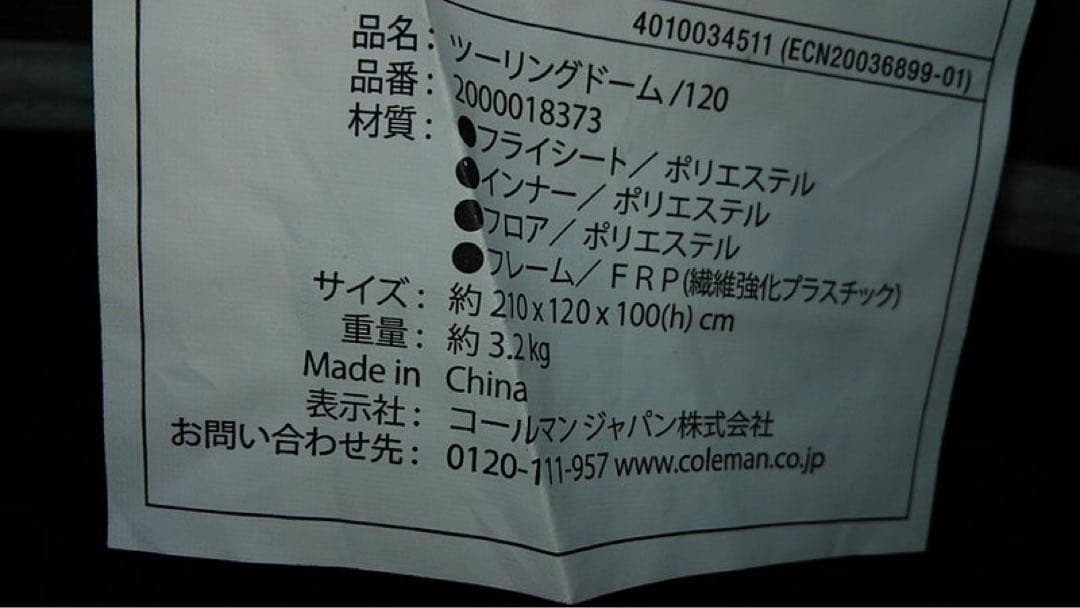 4010034511 (ECN20036899-01)
品名： ツーリングドーム/120
品番： 2000018373
材質： ●フライシート／ポリエステル
●インナー／ポリエステル
●フロア／ポリエステル
●フレーム／ＦＲＰ(繊維強化プラスチック)
サイズ： 約 210 x 120 x 100(h) cm
重量： 約 3.2kg
Made in China
表示社： コールマン ジャパン株式会社
お問い合わせ先： 0120-111-957 www.coleman.co.jp